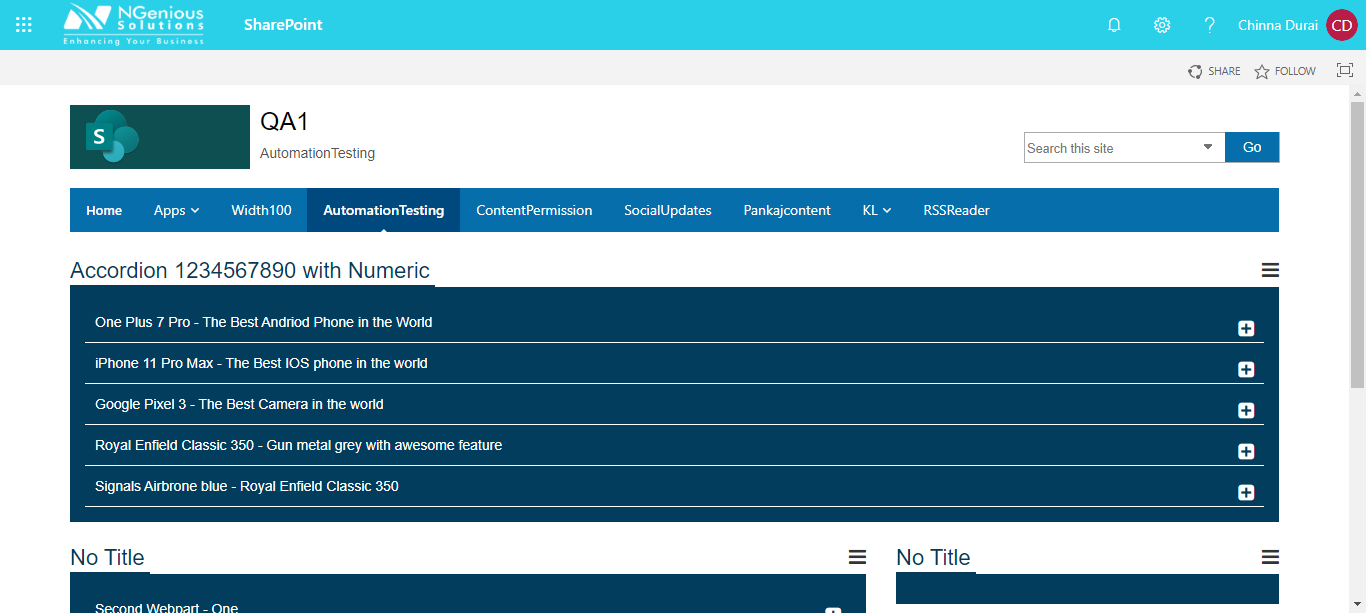 NGenious
Solutions
Enhancing Your Business
SharePoint
? Chinna Durai CD
SHARE FOLLOW
S
QA1
AutomationTesting
Search this site Go
Home Apps Width100 AutomationTesting ContentPermission SocialUpdates Pankajcontent KL RSSReader
Accordion 1234567890 with Numeric
One Plus 7 Pro - The Best Andriod Phone in the World
iPhone 11 Pro Max - The Best IOS phone in the world
Google Pixel 3 - The Best Camera in the world
Royal Enfield Classic 350 - Gun metal grey with awesome feature
Signals Airbrone blue - Royal Enfield Classic 350
No Title
No Title
Second Webpart - One